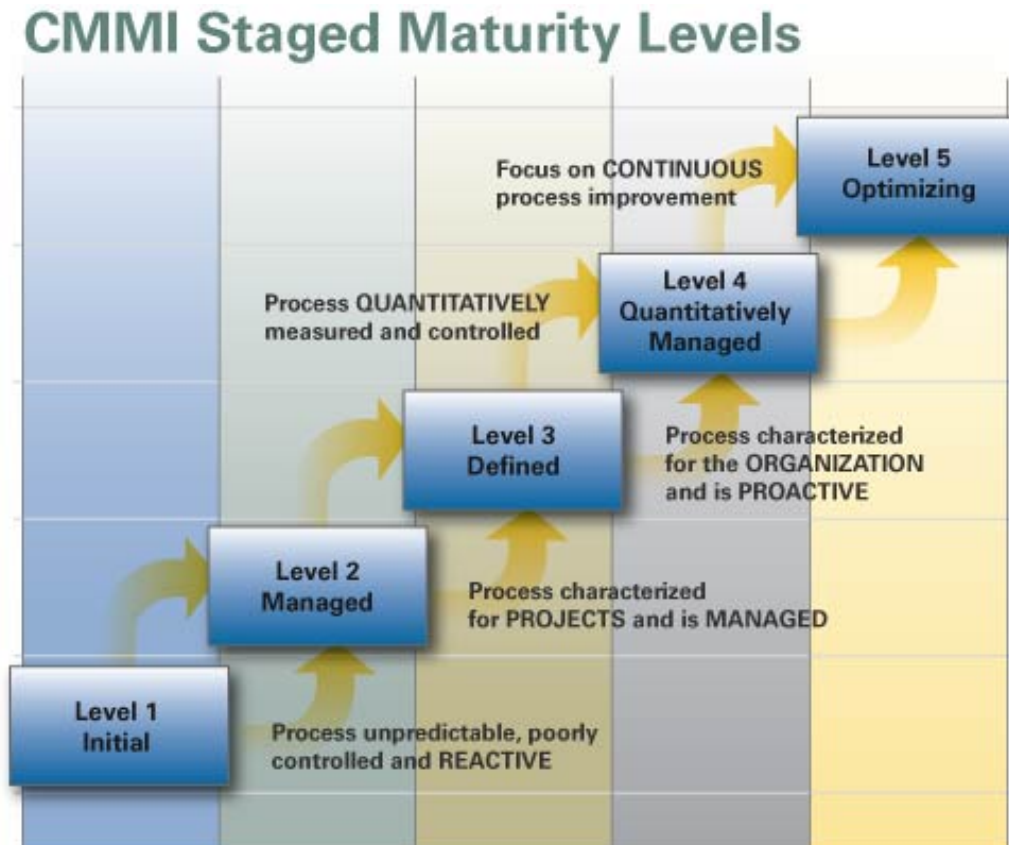 CMMI Staged Maturity Levels
Focus on CONTINUOUS
process improvement
Level 5
Optimizing
Process QUANTITATIVELY
measured and controlled
Level 4
Quantitatively
Managed
Level 3
Defined
Process characterized
for the ORGANIZATION
and is PROACTIVE
Level 2
Managed
Process characterized
for PROJECTS and is MANAGED
Level 1
Initial
Process unpredictable, poorly
controlled and REACTIVE